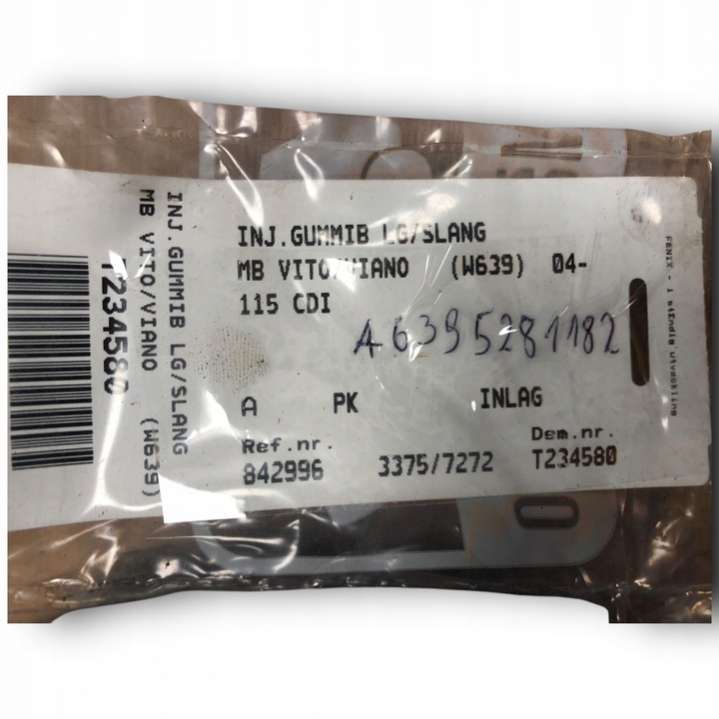 INJ.GUMMIB LG/SLANG
MB VITO/VIANO (W639) 04-
115 CDI
A6395281182
A PK INLAG
Ref.nr. Dem.nr.
842996 3375/7272 T234580
INJ.GUMMIB LG/SLANG
MB VITO/VIANO (W639)
T234580
FENIX -